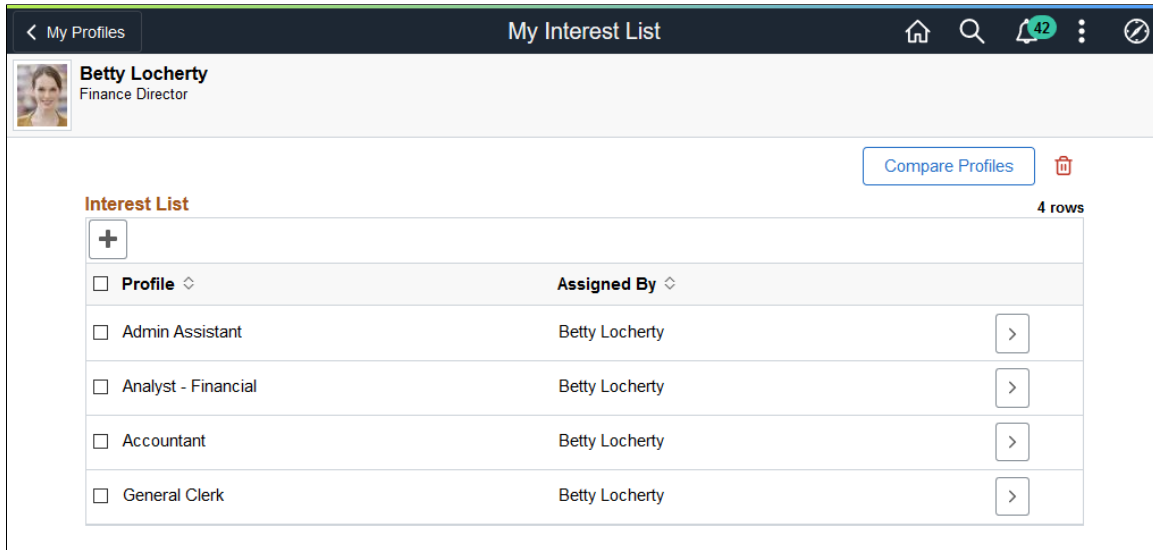 My Profiles
My Interest List
42
Betty Locherty
Finance Director
Compare Profiles
Interest List
4 rows
Profile
Assigned By
Admin Assistant
Betty Locherty
Analyst - Financial
Betty Locherty
Accountant
Betty Locherty
General Clerk
Betty Locherty